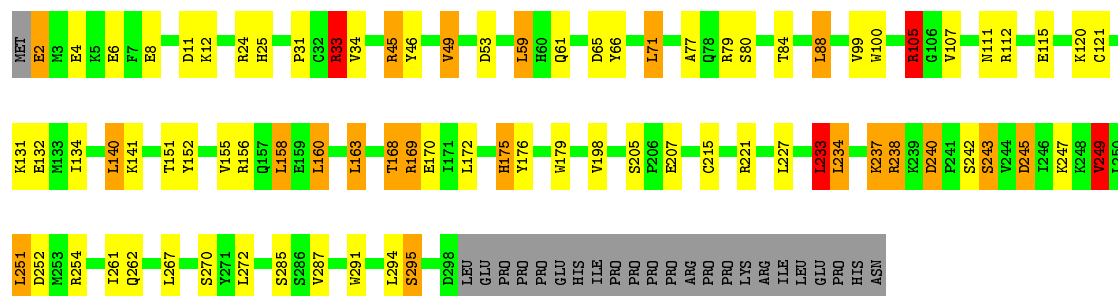 MET E2 M3 E4 K5 E6 F7 E8 D11 K12 R24 H25 P31 C32 R33 V34 R45 Y46 V49 D53 L59 H60 Q61 D65 Y66 L71 A77 Q78 R79 S80 T84 L88 V99 W100 R105 G106 V107 N111 R112 E115 K120 C121
K131 E132 M133 I134 L140 K141 T151 Y152 V155 R156 Q157 L158 E159 L160 L163 T168 R169 E170 I171 L172 H175 Y176 W179 V198 S205 P206 E207 C215 R221 L227 L233 L234 K237 R238 K239 D240 P241 S242 S243 V244 D245 I246 K247 K248 V249 L250
L251 D252 M253 R254 I261 Q262 L267 S270 Y271 L272 S285 S286 V287 W291 L294 S295 D298 LEU GLU PRO PRO PRO GLU HIS ILE PRO PRO PRO PRO ARG PRO PRO LYS ARG ILE LEU GLU PRO HIS ASN